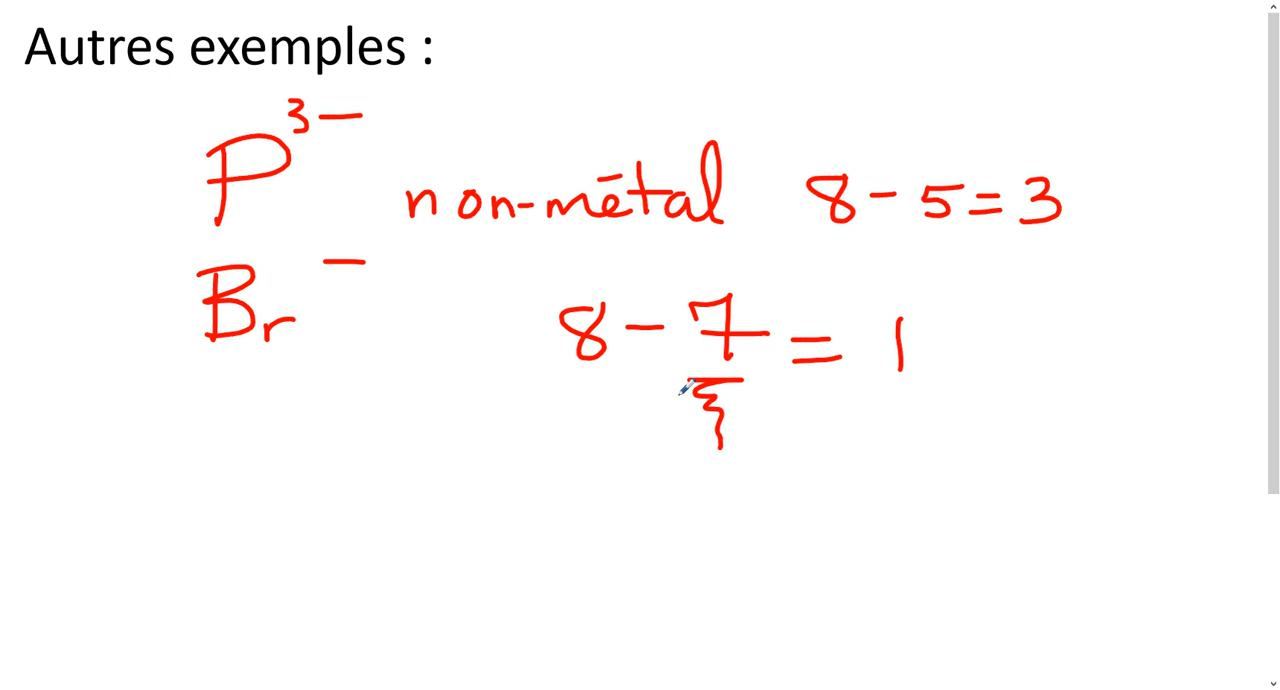 Autres exemples :
P³⁻ non-métal 8 - 5 = 3
Br⁻ 8 - 7 = 1